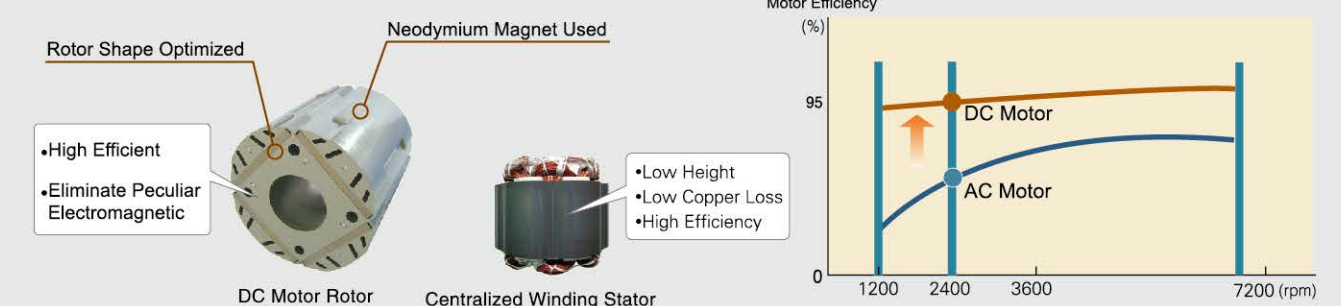 Neodymium Magnet Used
Rotor Shape Optimized
•High Efficient
•Eliminate Peculiar
Electromagnetic
DC Motor Rotor
•Low Height
•Low Copper Loss
•High Efficiency
Centralized Winding Stator
Motor Efficiency
(%)
95
DC Motor
AC Motor
0
1200 2400 3600 7200 (rpm)